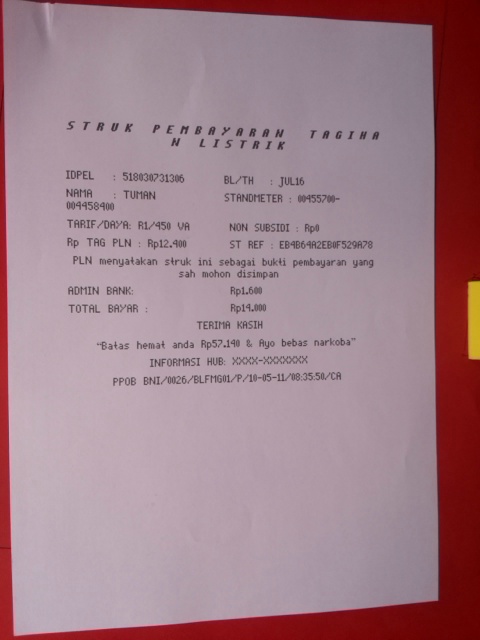 STRUK PEMBAYARAN TAGIHA
N LISTRIK
IDPEL : 518030731306 BL/TH : JUL16
NAMA : TUMAN STANDMETER : 00455700-
004458400
TARIF/DAYA: R1/450 VA NON SUBSIDI : Rp0
Rp TAG PLN : Rp12.400 ST REF : EB4B64A2EB0F529A78
PLN menyatakan struk ini sebagai bukti pembayaran yang
sah mohon disimpan
ADMIN BANK: Rp1.600
TOTAL BAYAR : Rp14.000
TERIMA KASIH
"Batas hemat anda Rp57.140 & Ayo bebas narkoba"
INFORMASI HUB: XXXX-XXXXXXX
PPOB BNI/0026/BLFMG01/P/10-05-11/08:35:50/CA